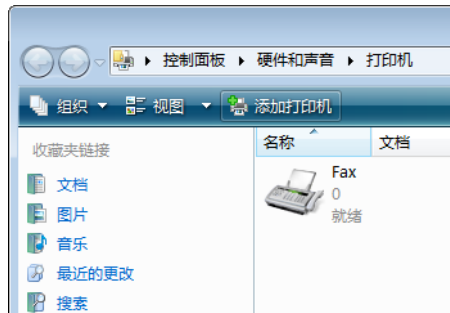 控制面板 硬件和声音 打印机
组织 视图 添加打印机
收藏夹链接
名称 文档
文档
Fax
0
就绪
图片
音乐
最近的更改
搜索